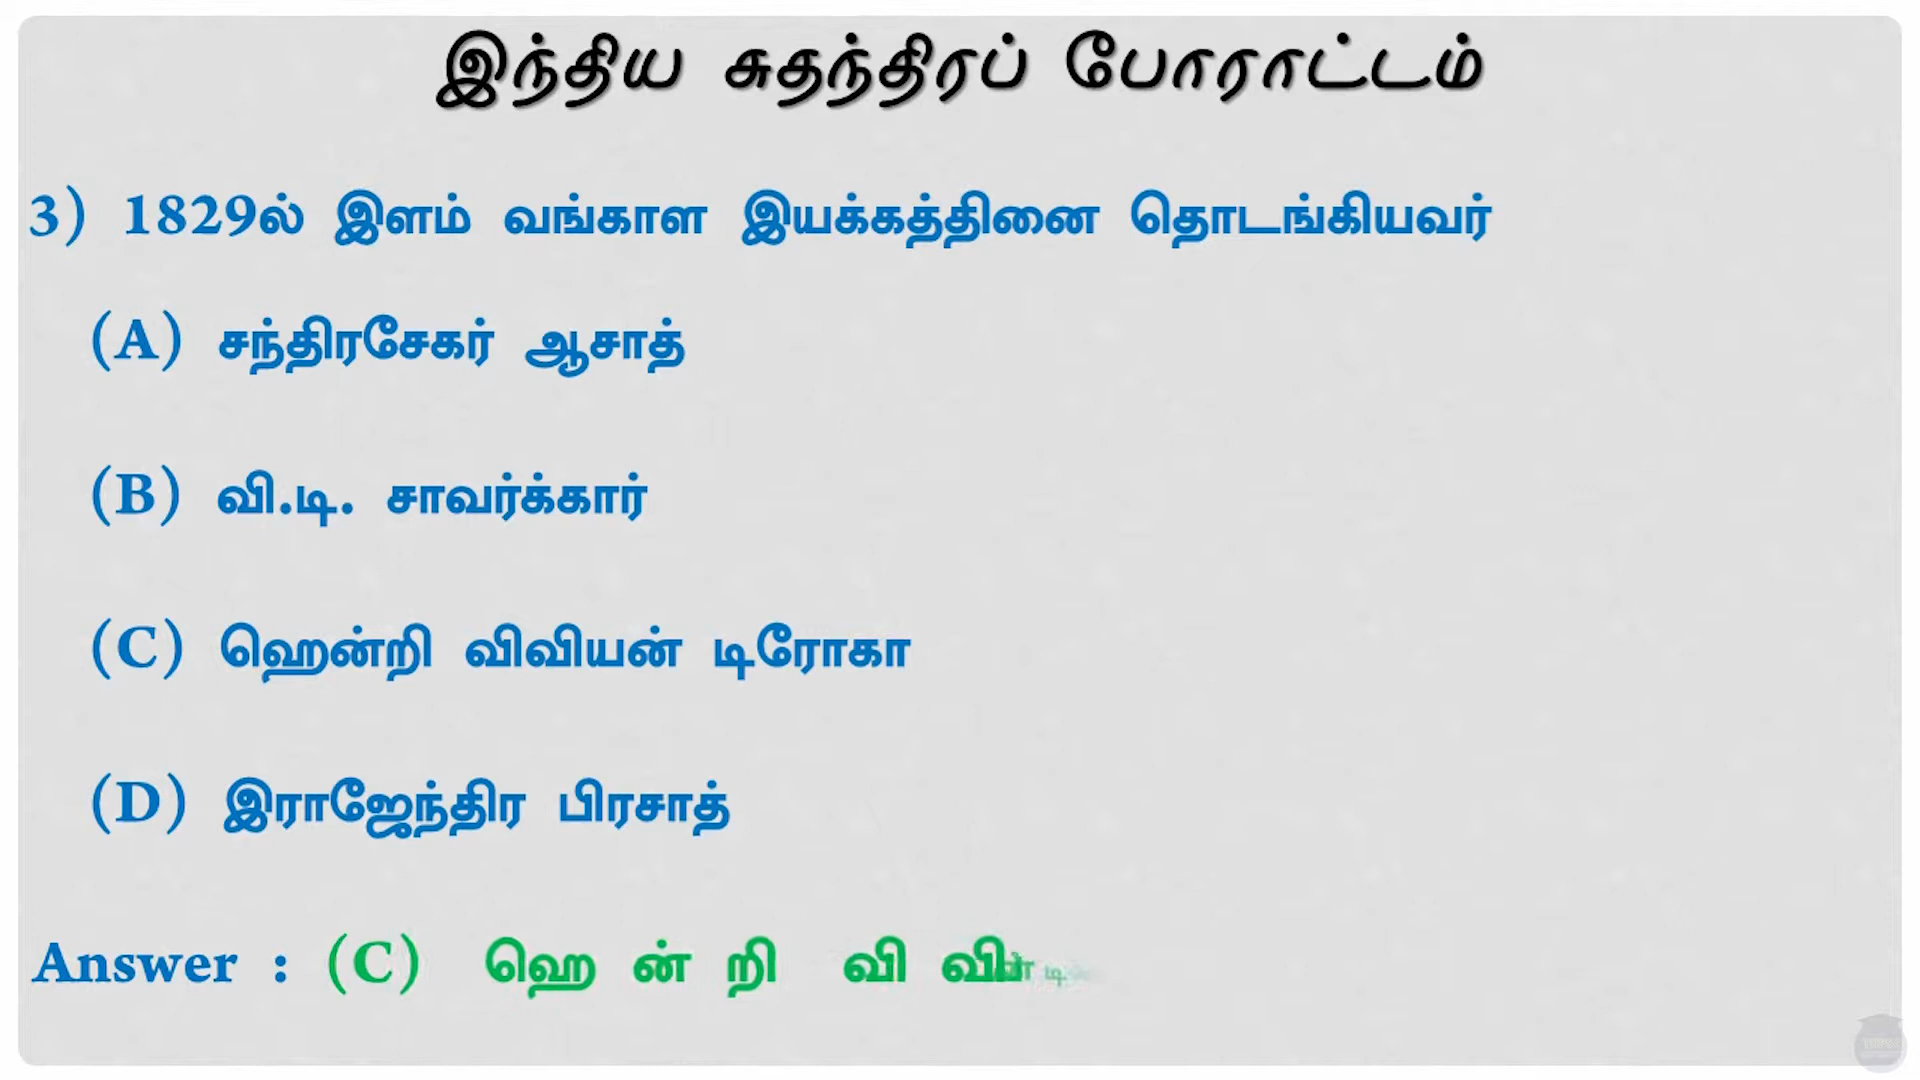 இந்திய சுதந்திரப் போராட்டம்
3) 1829ல் இளம் வங்காள இயக்கத்தினை தொடங்கியவர்
(A) சந்திரசேகர் ஆசாத்
(B) வி.டி. சாவர்க்கார்
(C) ஹென்றி விவியன் டிரோகா
(D) இராஜேந்திர பிரசாத்
Answer : (C) ஹென்றி